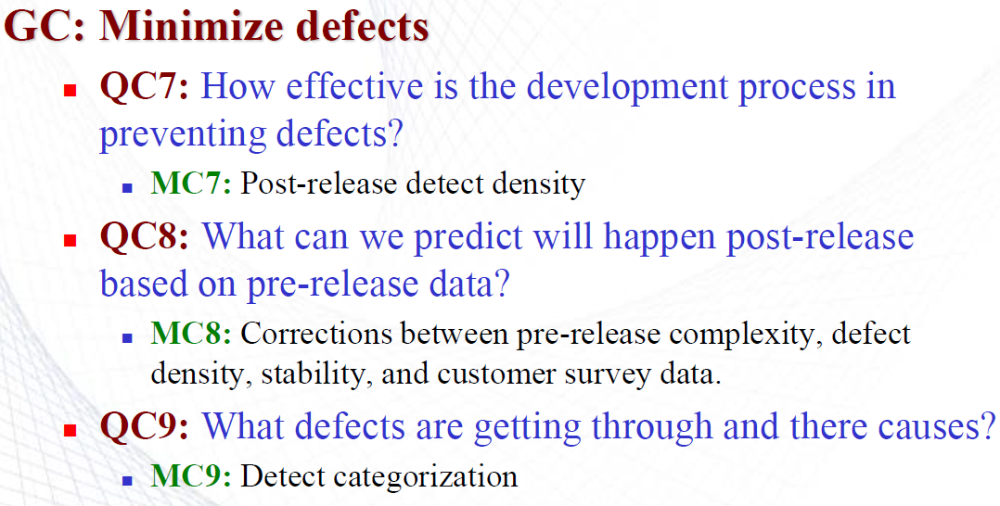 GC: Minimize defects
QC7: How effective is the development process in
preventing defects?
MC7: Post-release detect density
QC8: What can we predict will happen post-release
based on pre-release data?
MC8: Corrections between pre-release complexity, defect
density, stability, and customer survey data.
QC9: What defects are getting through and there causes?
MC9: Detect categorization